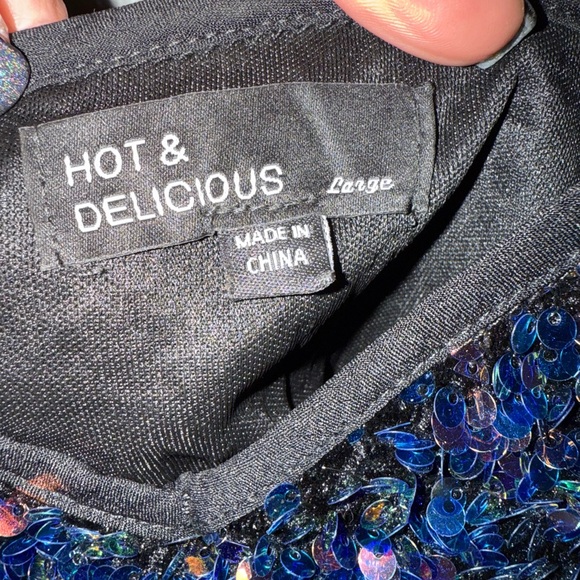 HOT &
DELICIOUS Large
MADE IN
CHINA